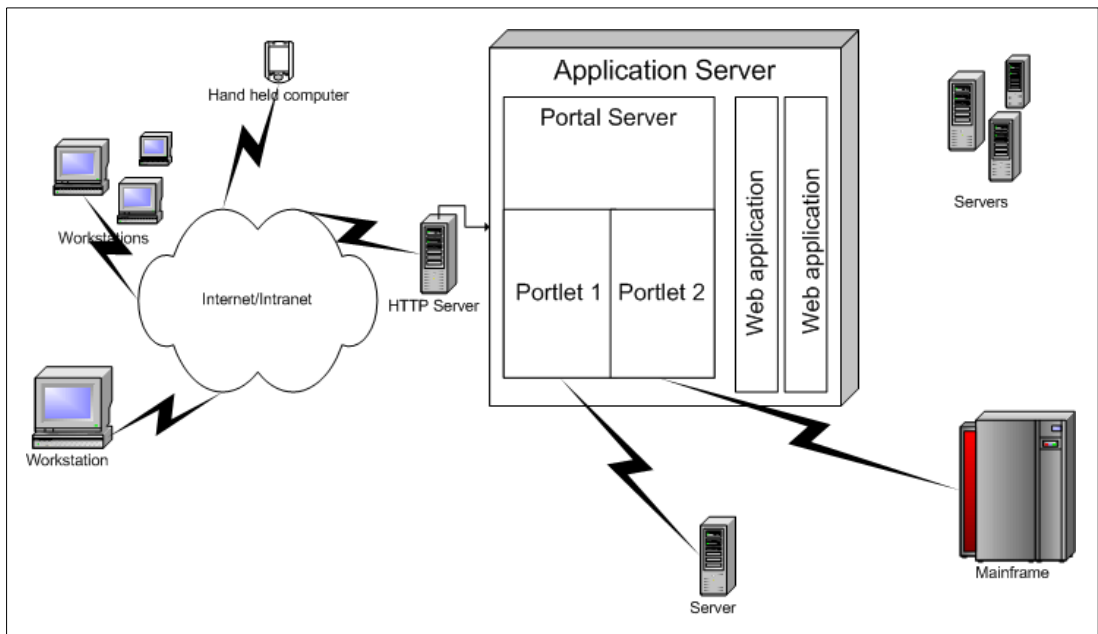 Hand held computer
Workstations
Internet/Intranet
Workstation
HTTP Server
Application Server
Portal Server
Portlet 1
Portlet 2
Web application
Web application
Servers
Server
Mainframe